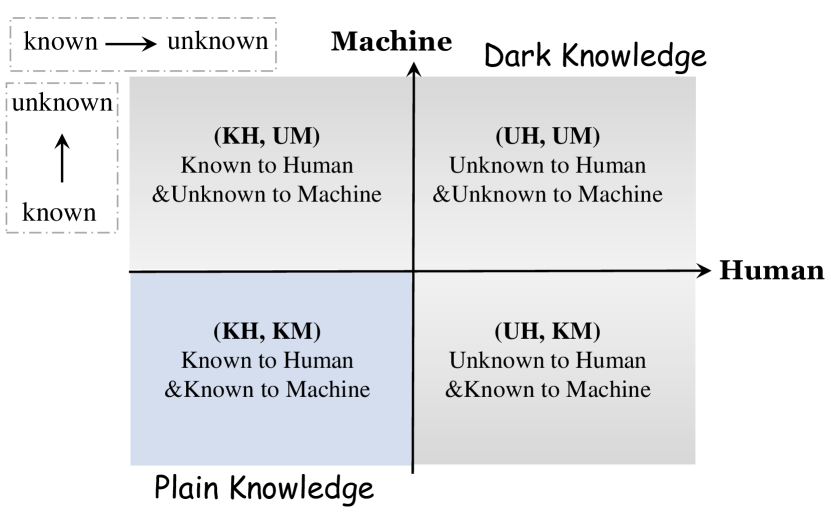 known → unknown
Machine
Dark Knowledge
unknown
known
(KH, UM)
Known to Human
&Unknown to Machine
(UH, UM)
Unknown to Human
&Unknown to Machine
Human
(KH, KM)
Known to Human
&Known to Machine
(UH, KM)
Unknown to Human
&Known to Machine
Plain Knowledge